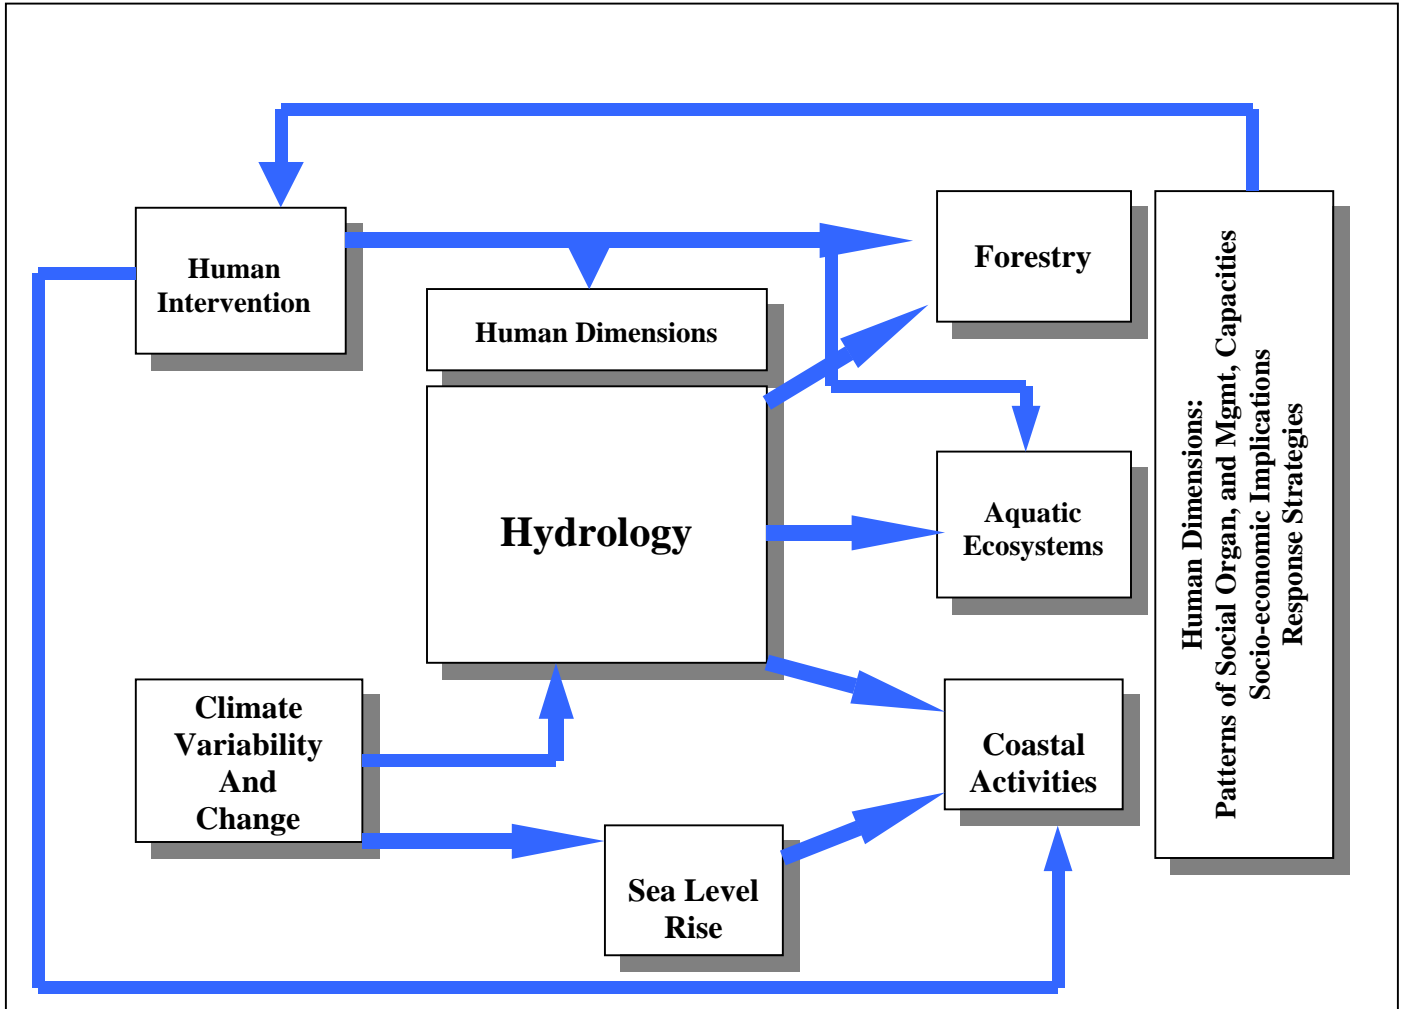 Human
Intervention
Human Dimensions
Hydrology
Forestry
Aquatic
Ecosystems
Climate
Variability
And
Change
Coastal
Activities
Sea Level
Rise
Human Dimensions:
Patterns of Social Organ, and Mgmt, Capacities
Socio-economic Implications
Response Strategies